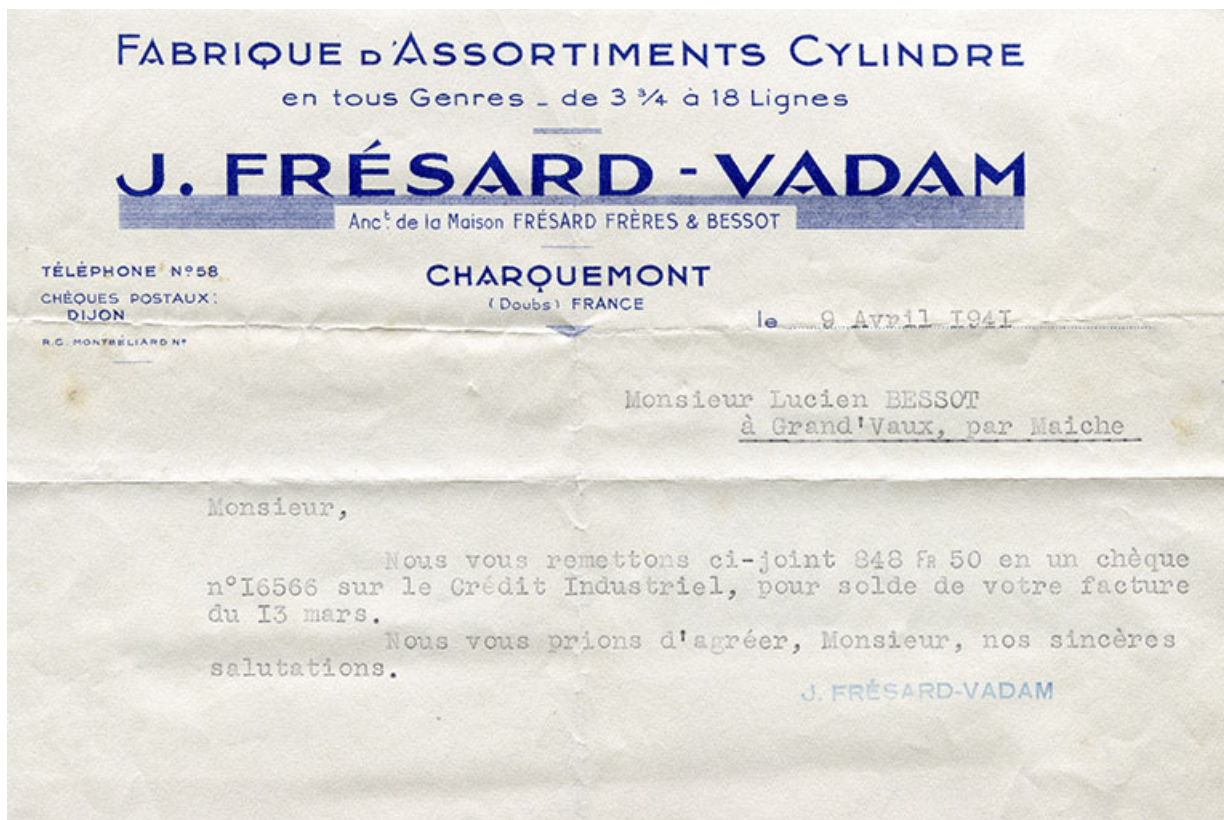 FABRIQUE D'ASSORTIMENTS CYLINDRE
en tous Genres - de 3 3/4 à 18 Lignes
J. FRÉSARD - VADAM
Anct. de la Maison FRÉSARD FRÈRES & BESSOT
TÉLÉPHONE Nº 58
CHÈQUES POSTAUX:
DIJON
R.C. MONTBÉLIARD Nº
CHARQUEMONT
(Doubs) FRANCE
le 9 Avril I94I
Monsieur Lucien BESSOT
à Grand'Vaux, par Maiche
Monsieur,
Nous vous remettons ci-joint 848 FR 50 en un chèque
n°I6566 sur le Crédit Industriel, pour solde de votre facture
du I3 mars.
Nous vous prions d'agréer, Monsieur, nos sincères
salutations.
J. FRÉSARD-VADAM